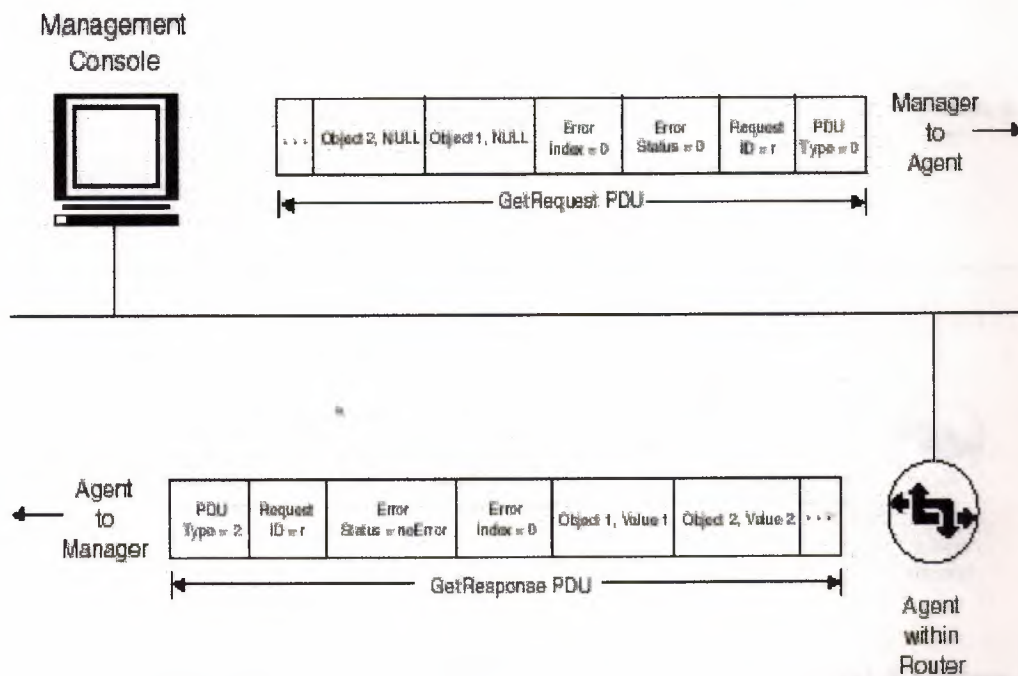 Management
Console
Manager
to
Agent
... Object 2, NULL Object 1, NULL Error Index = 0 Error Status = 0 Request ID = r PDU Type = 0
GetRequest PDU
Agent
to
Manager
PDU Type = 2 Request ID = r Error Status = noError Error Index = 0 Object 1, Value 1 Object 2, Value 2 ...
GetResponse PDU
Agent
within
Router